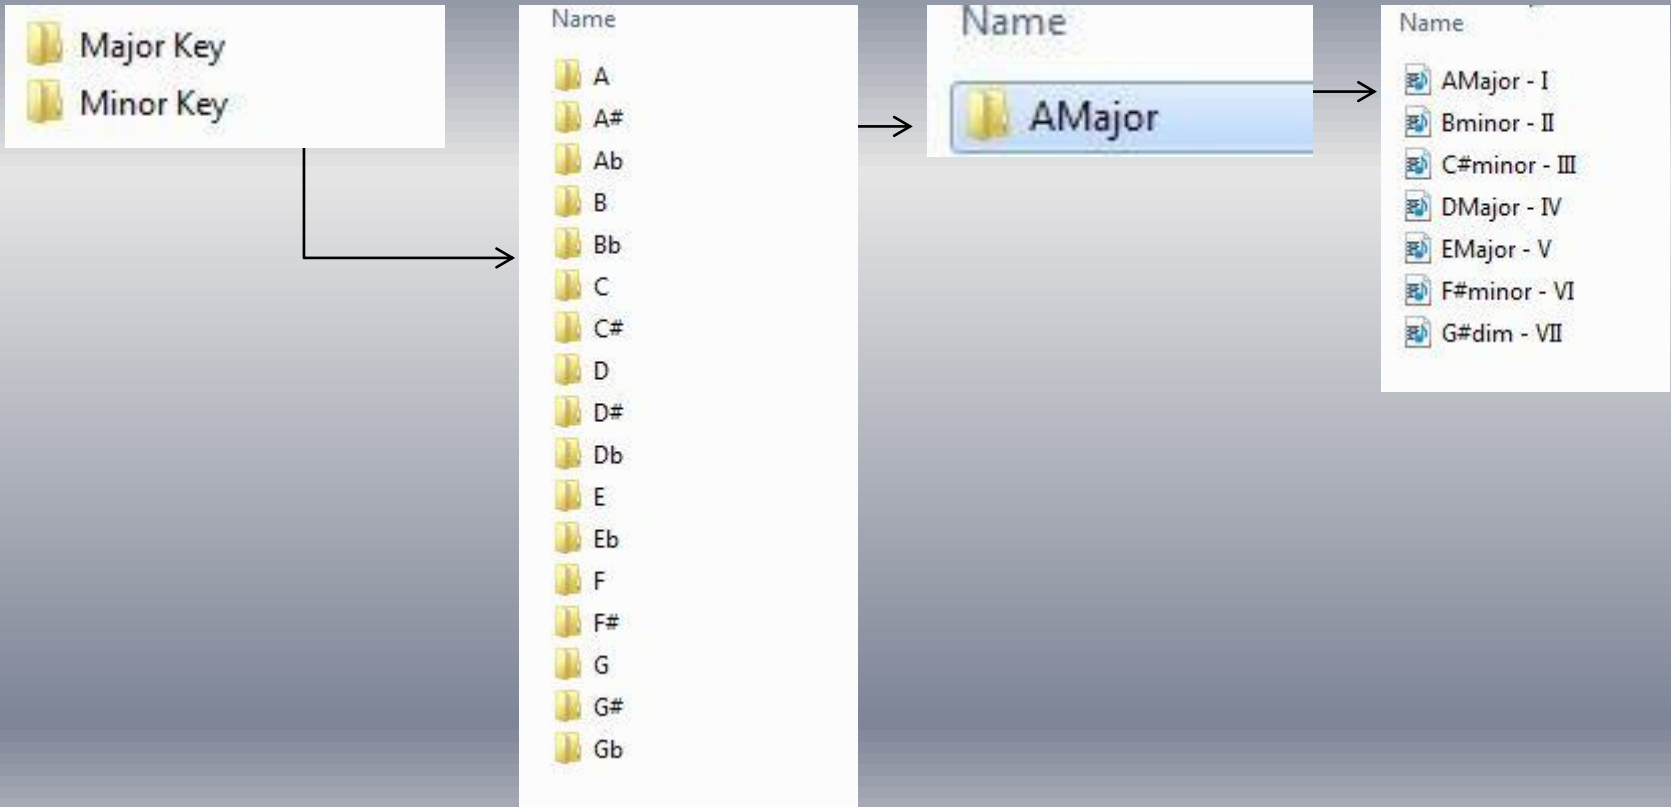 Major Key
Minor Key
Name
A
A#
Ab
B
Bb
C
C#
D
D#
Db
E
Eb
F
F#
G
G#
Gb
Name
AMajor
Name
AMajor - I
Bminor - II
C#minor - III
DMajor - IV
EMajor - V
F#minor - VI
G#dim - VII